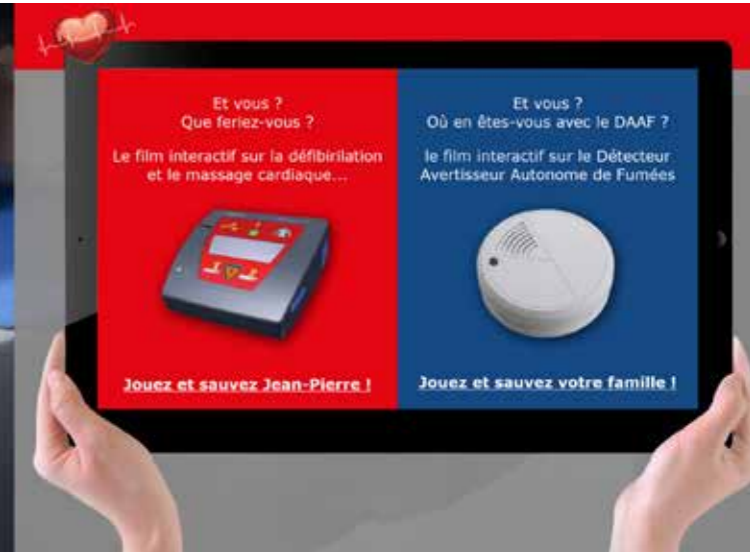 Et vous ?
Que feriez-vous ?
Le film interactif sur la défibirilation
et le massage cardiaque...
Jouez et sauvez Jean-Pierre !
Et vous ?
Où en êtes-vous avec le DAAF ?
le film interactif sur le Détecteur
Avertisseur Autonome de Fumées
Jouez et sauvez votre famille !